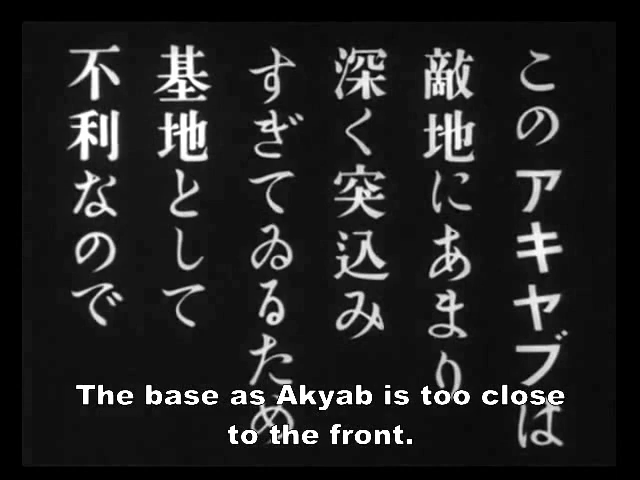 このアキヤブは
敵地にあまり
深く突込み
すぎてゐるため
基地として
不利なので
The base as Akyab is too close
to the front.